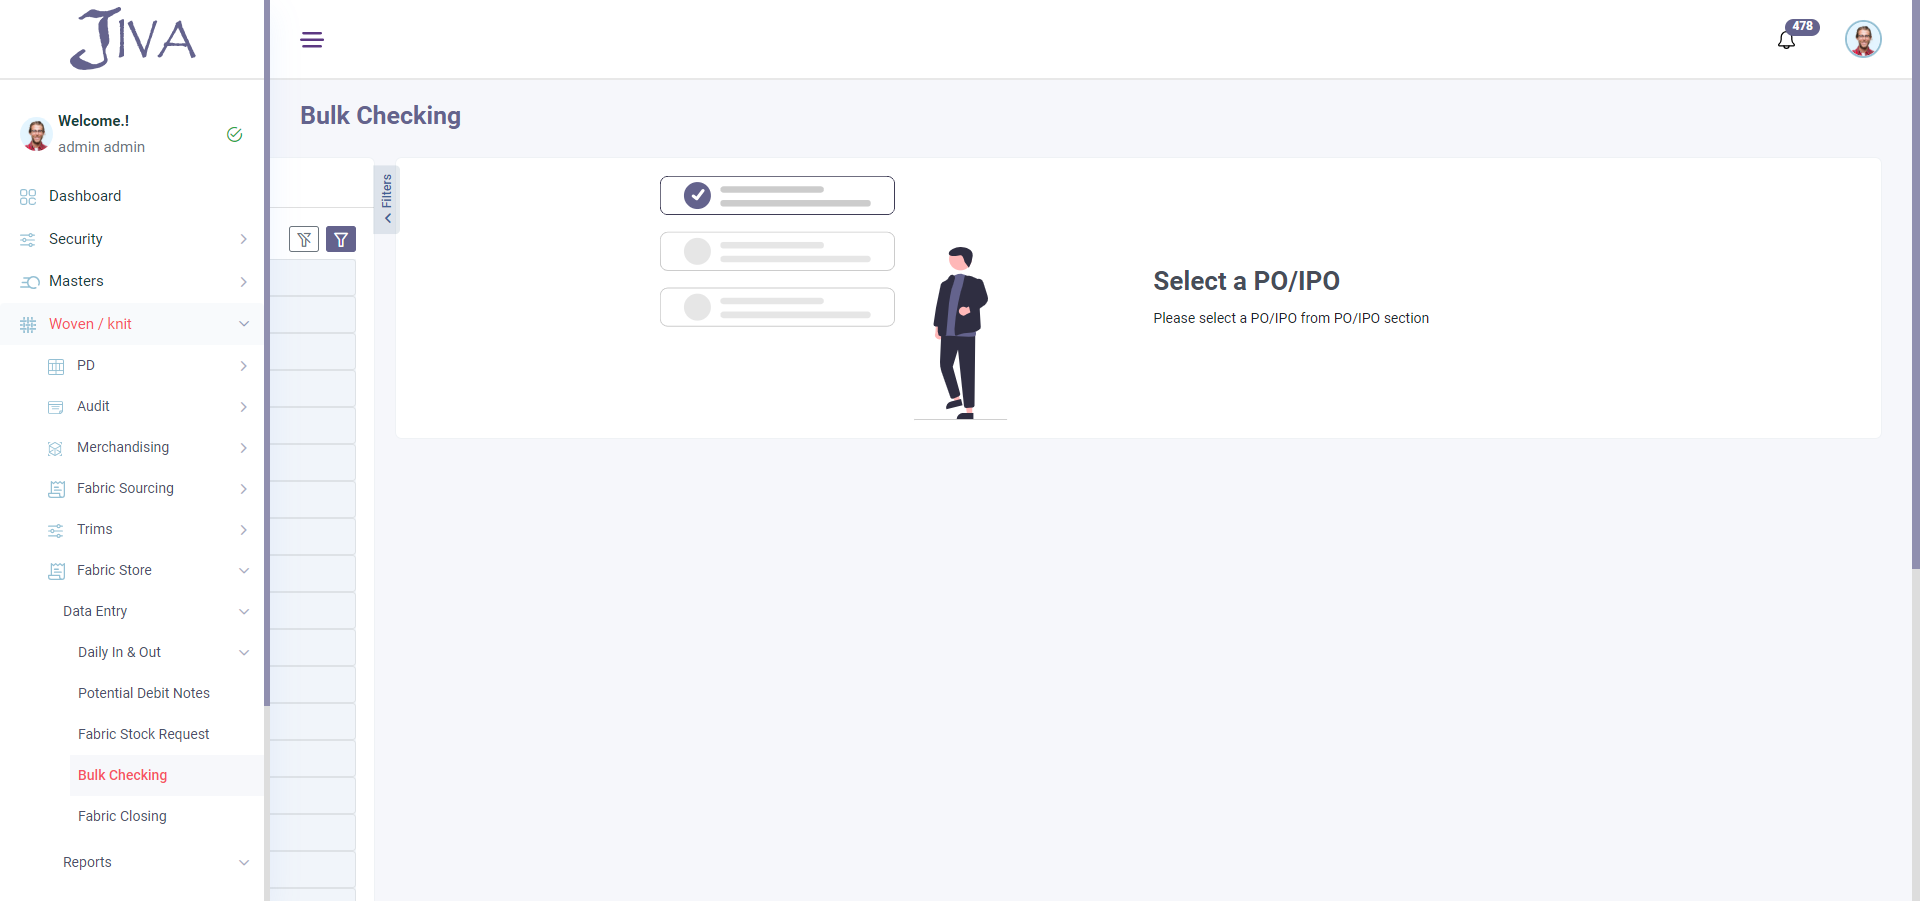 JIVA
478
Welcome.!
admin admin
Dashboard
Security
Masters
Woven / knit
PD
Audit
Merchandising
Fabric Sourcing
Trims
Fabric Store
Data Entry
Daily In & Out
Potential Debit Notes
Fabric Stock Request
Bulk Checking
Fabric Closing
Reports
Bulk Checking
Filters
Select a PO/IPO
Please select a PO/IPO from PO/IPO section